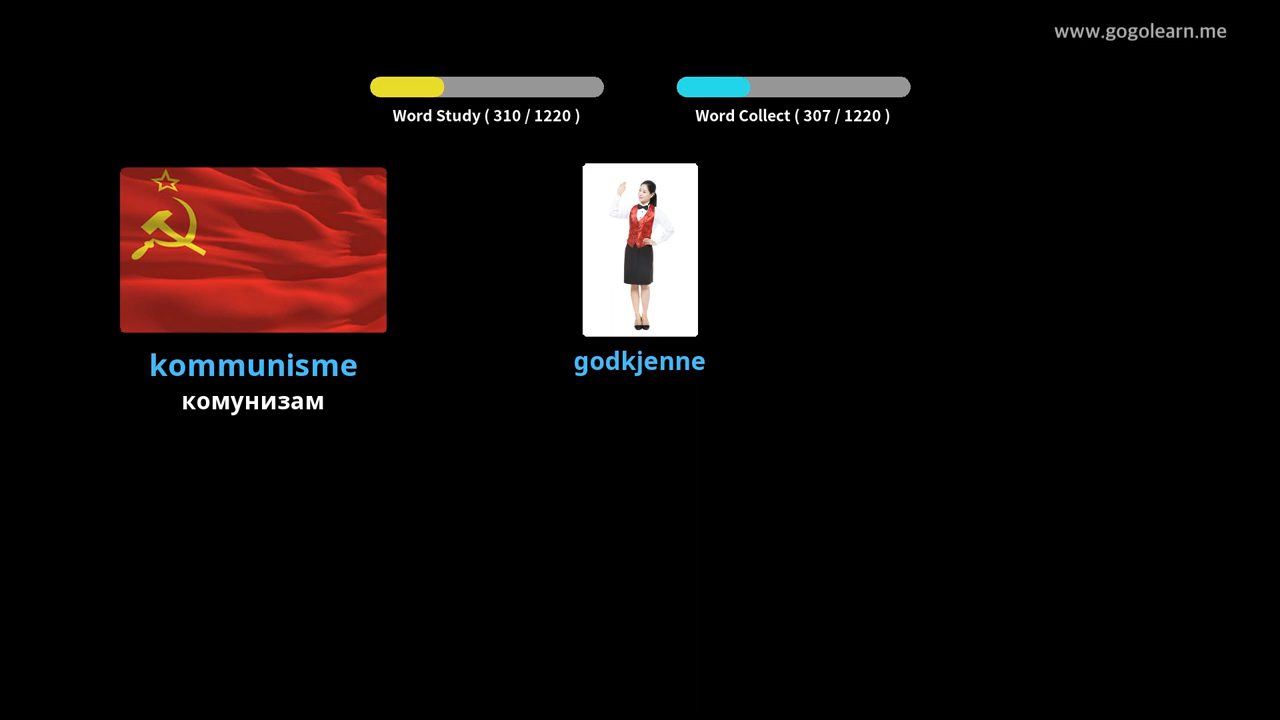 www.gogolearn.me
Word Study ( 310 / 1220 )
Word Collect ( 307 / 1220 )
kommunisme
комунизам
godkjenne